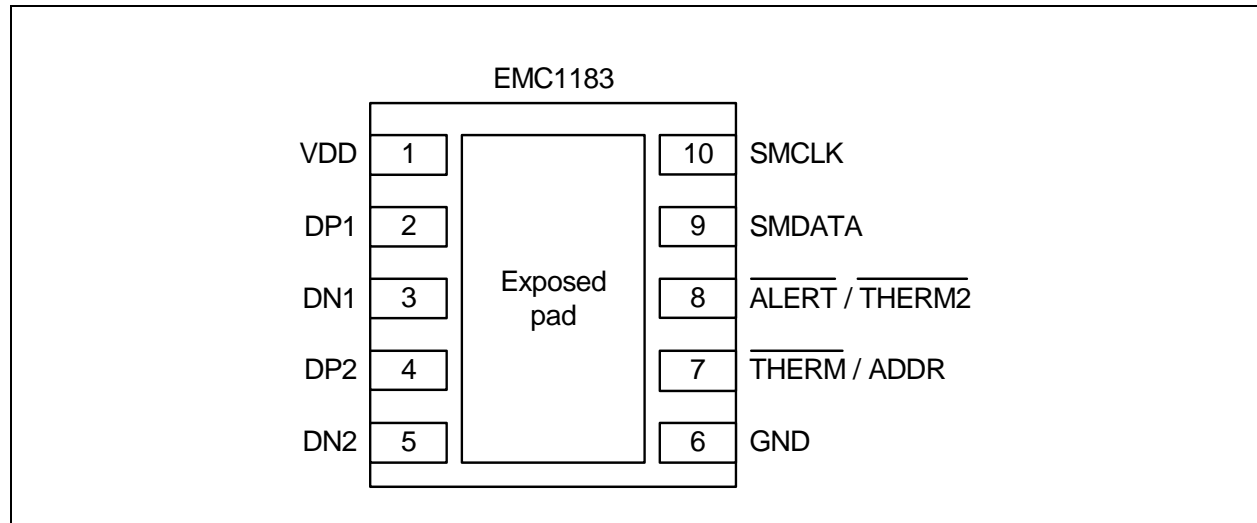 EMC1183
VDD 1 10 SMCLK
DP1 2 9 SMDATA
DN1 3 Exposed pad 8 ALERT / THERM2
DP2 4 7 THERM / ADDR
DN2 5 6 GND